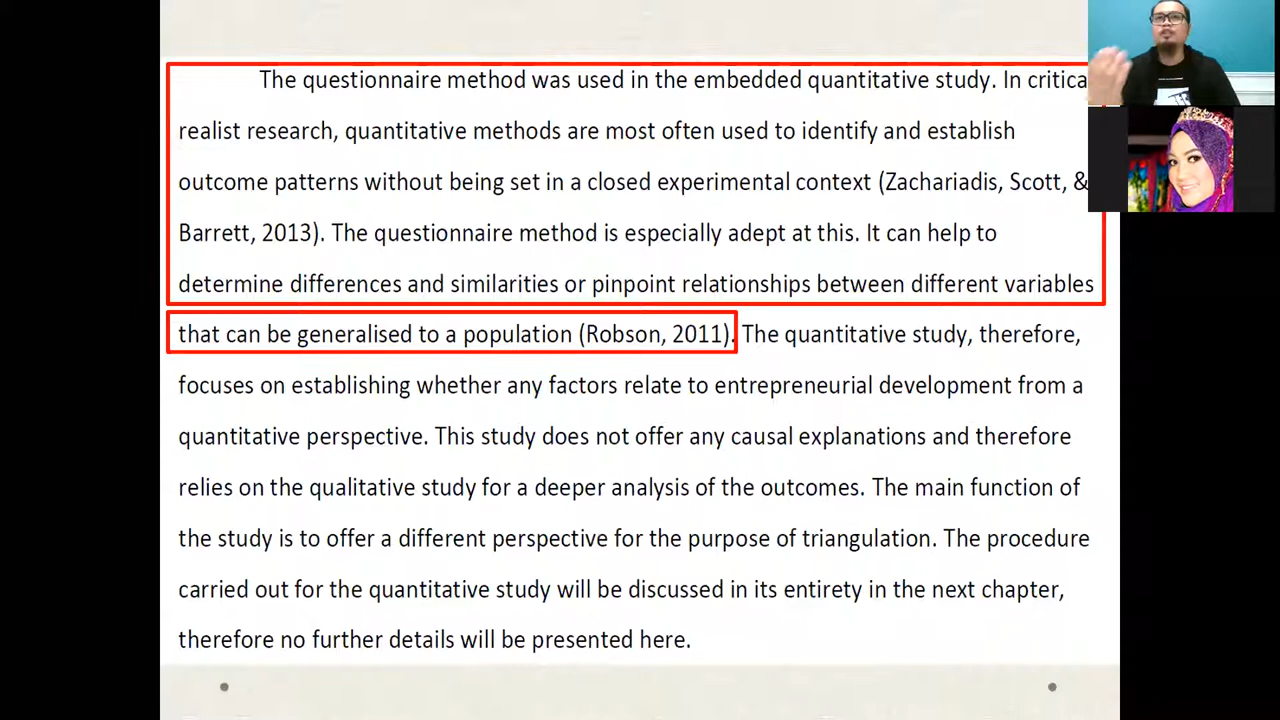 The questionnaire method was used in the embedded quantitative study. In critica
realist research, quantitative methods are most often used to identify and establish
outcome patterns without being set in a closed experimental context (Zachariadis, Scott, &
Barrett, 2013). The questionnaire method is especially adept at this. It can help to
determine differences and similarities or pinpoint relationships between different variables
that can be generalised to a population (Robson, 2011). The quantitative study, therefore,
focuses on establishing whether any factors relate to entrepreneurial development from a
quantitative perspective. This study does not offer any causal explanations and therefore
relies on the qualitative study for a deeper analysis of the outcomes. The main function of
the study is to offer a different perspective for the purpose of triangulation. The procedure
carried out for the quantitative study will be discussed in its entirety in the next chapter,
therefore no further details will be presented here.